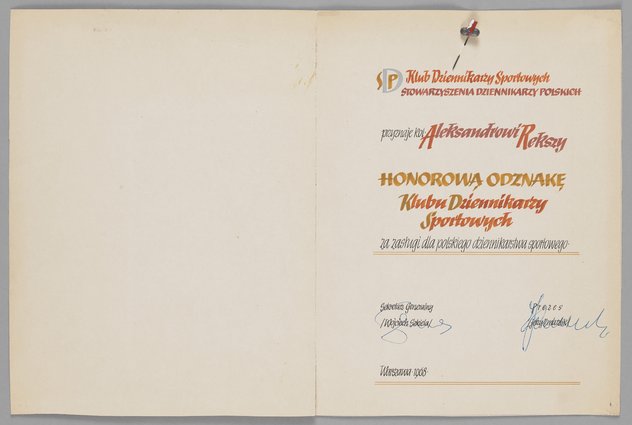 SDP Klub Dziennikarzy Sportowych
STOWARZYSZENIA DZIENNIKARZY POLSKICH
przyznaje Kol. Aleksandrowi Rekszy
HONOROWĄ ODZNAKĘ
Klubu Dziennikarzy
Sportowych
za zasługi dla polskiego dziennikarstwa sportowego
Sekretarz Generalny
Prezes
Warszawa 1968